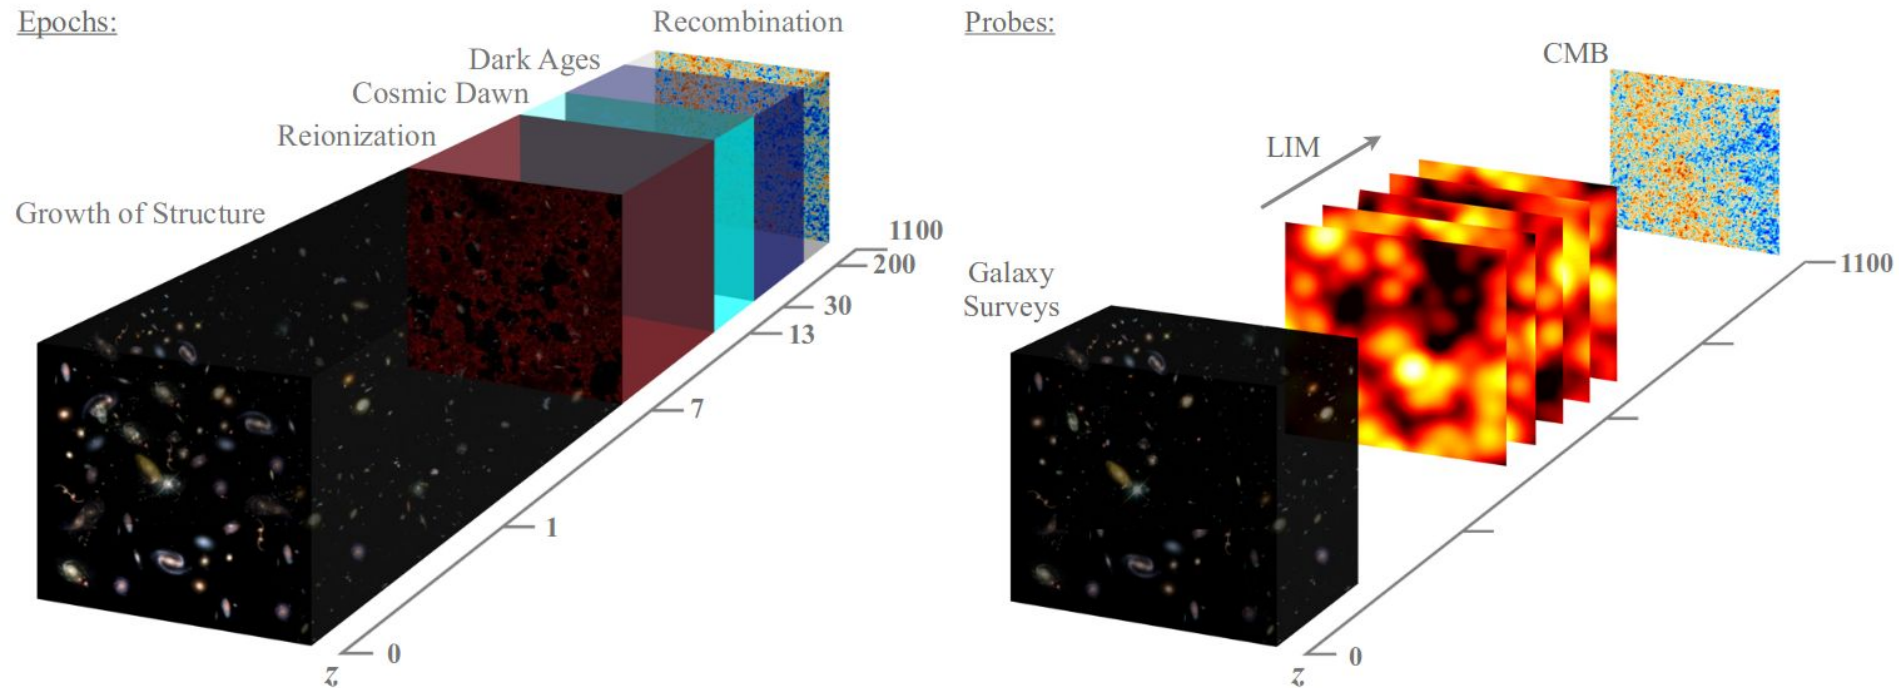 Epochs:
Recombination
Dark Ages
Cosmic Dawn
Reionization
Growth of Structure
1100
200
30
13
7
1
0
z
Probes:
CMB
LIM
Galaxy
Surveys
1100
0
z